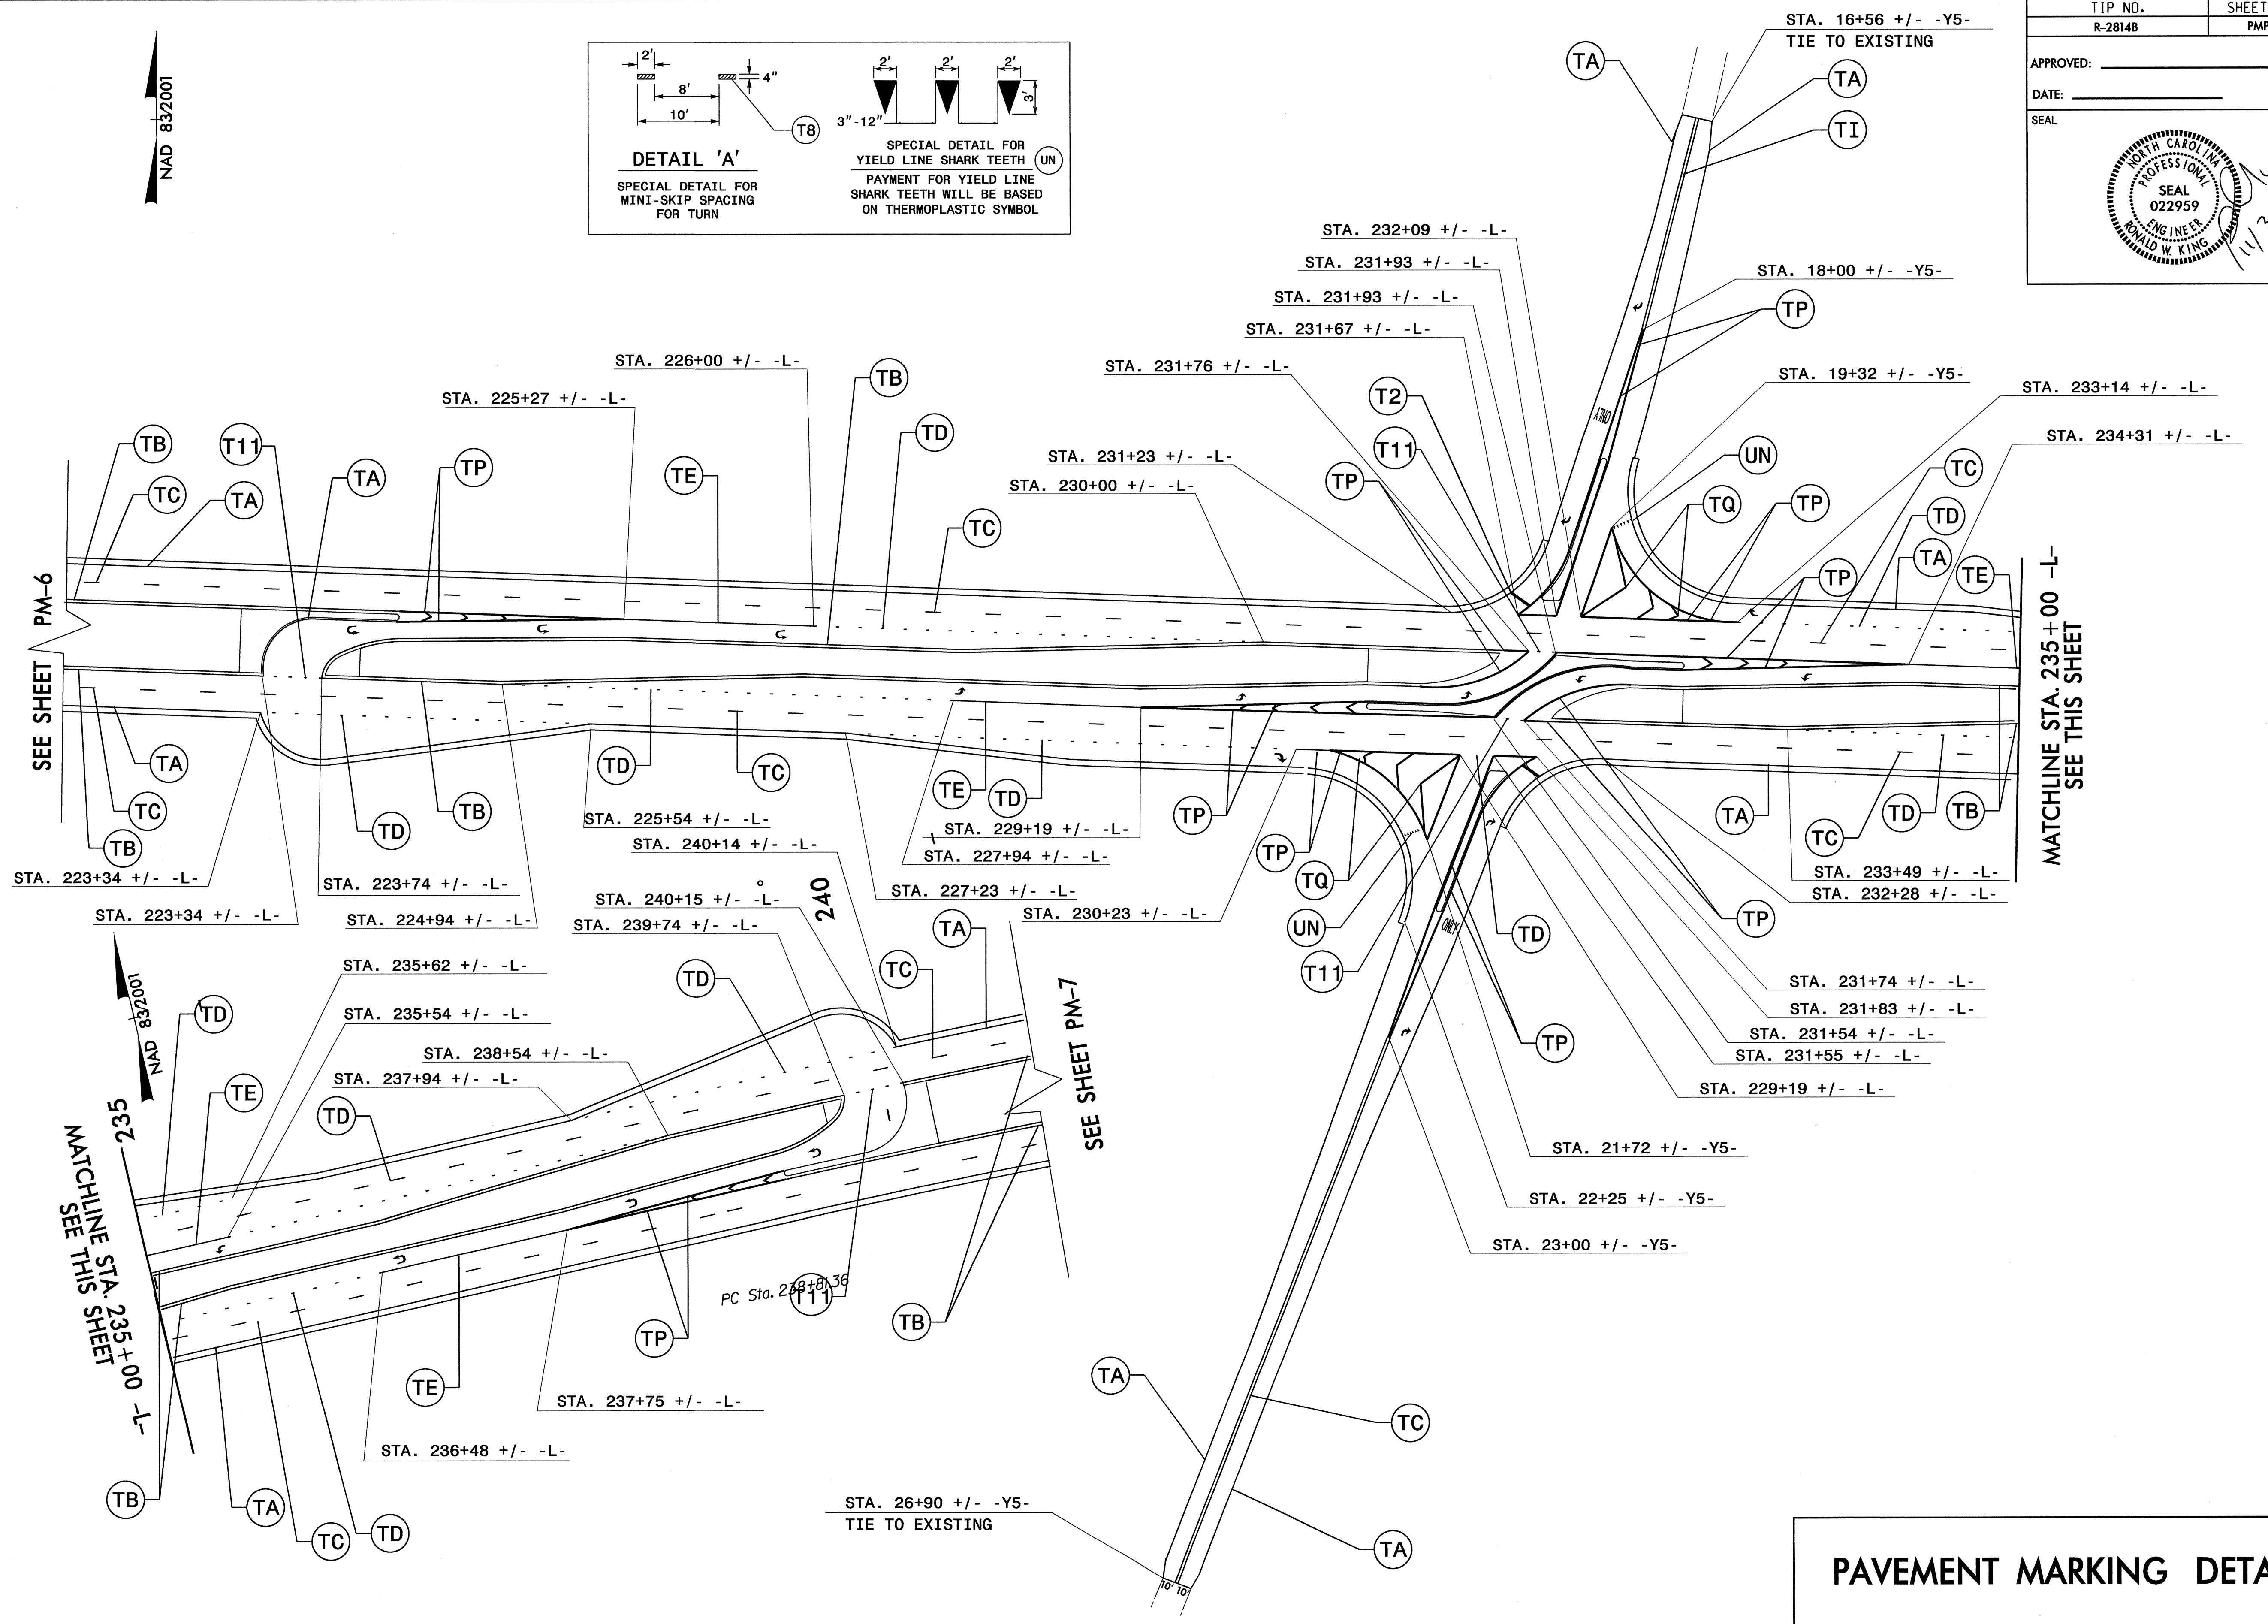 TIP NO.
SHEET
R-2814B
APPROVED:
DATE:
SEAL
NORTH CAROLINA
PROFESSIONAL
SEAL
022959
ENGINEER
RONALD W. KING
NAD 83/2001
2'
4"
8'
10'
T8
DETAIL 'A'
SPECIAL DETAIL FOR
MINI-SKIP SPACING
FOR TURN
2'
2'
2'
3'
3"-12"
SPECIAL DETAIL FOR
YIELD LINE SHARK TEETH
UN
PAYMENT FOR YIELD LINE
SHARK TEETH WILL BE BASED
ON THERMOPLASTIC SYMBOL
STA. 16+56 +/- -Y5-
TIE TO EXISTING
TA
TA
TI
STA. 232+09 +/- -L-
STA. 231+93 +/- -L-
STA. 231+93 +/- -L-
STA. 231+67 +/- -L-
STA. 231+76 +/- -L-
STA. 231+23 +/- -L-
STA. 230+00 +/- -L-
STA. 18+00 +/- -Y5-
TP
STA. 19+32 +/- -Y5-
STA. 233+14 +/- -L-
STA. 234+31 +/- -L-
STA. 226+00 +/- -L-
STA. 225+27 +/- -L-
TB
TD
TE
TC
TB
T11
TC
TA
TA
TP
T2
T11
TP
ONLY
UN
TQ
TP
TC
TD
TA
TE
TP
SEE SHEET PM-6
MATCHLINE STA. 235+00 -L-
SEE THIS SHEET
TA
TC
TB
TD
TB
TD
TC
TE
TD
TP
TP
TQ
UN
T11
ONLY
TD
TP
TP
TA
TC
TD
TB
STA. 223+34 +/- -L-
STA. 223+34 +/- -L-
STA. 223+74 +/- -L-
STA. 224+94 +/- -L-
STA. 225+54 +/- -L-
STA. 229+19 +/- -L-
STA. 227+94 +/- -L-
STA. 227+23 +/- -L-
STA. 230+23 +/- -L-
STA. 233+49 +/- -L-
STA. 232+28 +/- -L-
STA. 231+74 +/- -L-
STA. 231+83 +/- -L-
STA. 231+54 +/- -L-
STA. 231+55 +/- -L-
STA. 229+19 +/- -L-
STA. 21+72 +/- -Y5-
STA. 22+25 +/- -Y5-
STA. 23+00 +/- -Y5-
STA. 240+14 +/- -L-
STA. 240+15 +/- -L-
STA. 239+74 +/- -L-
240
NAD 83/2001
STA. 235+62 +/- -L-
STA. 235+54 +/- -L-
STA. 238+54 +/- -L-
STA. 237+94 +/- -L-
TD
TE
TD
TD
TC
TA
SEE SHEET PM-7
235
MATCHLINE STA. 235+00 -L-
SEE THIS SHEET
PC Sta. 238+81.36
T11
TP
TB
TE
STA. 237+75 +/- -L-
STA. 236+48 +/- -L-
TB
TA
TC
TD
TA
TC
TA
STA. 26+90 +/- -Y5-
TIE TO EXISTING
10' 10'
PAVEMENT MARKING